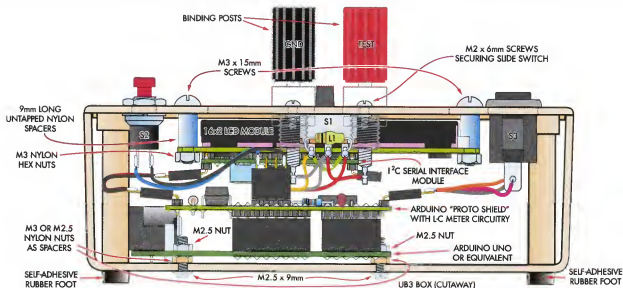 BINDING POSTS
GND
TEST
M3 x 15mm
SCREWS
M2 x 6mm SCREWS
SECURING SLIDE SWITCH
9mm LONG
UNTAPPED NYLON
SPACERS
S2
16x2 LCD MODULE
S1
L1
M3 NYLON
HEX NUTS
I²C SERIAL INTERFACE
MODULE
ARDUINO "PROTO SHIELD"
WITH L-C METER CIRCUITRY
M3 OR M2.5
NYLON NUTS
AS SPACERS
M2.5 NUT
M2.5 NUT
ARDUINO UNO
OR EQUIVALENT
SELF-ADHESIVE
RUBBER FOOT
M2.5 x 9mm
UB3 BOX (CUTAWAY)
SELF-ADHESIVE
RUBBER FOOT